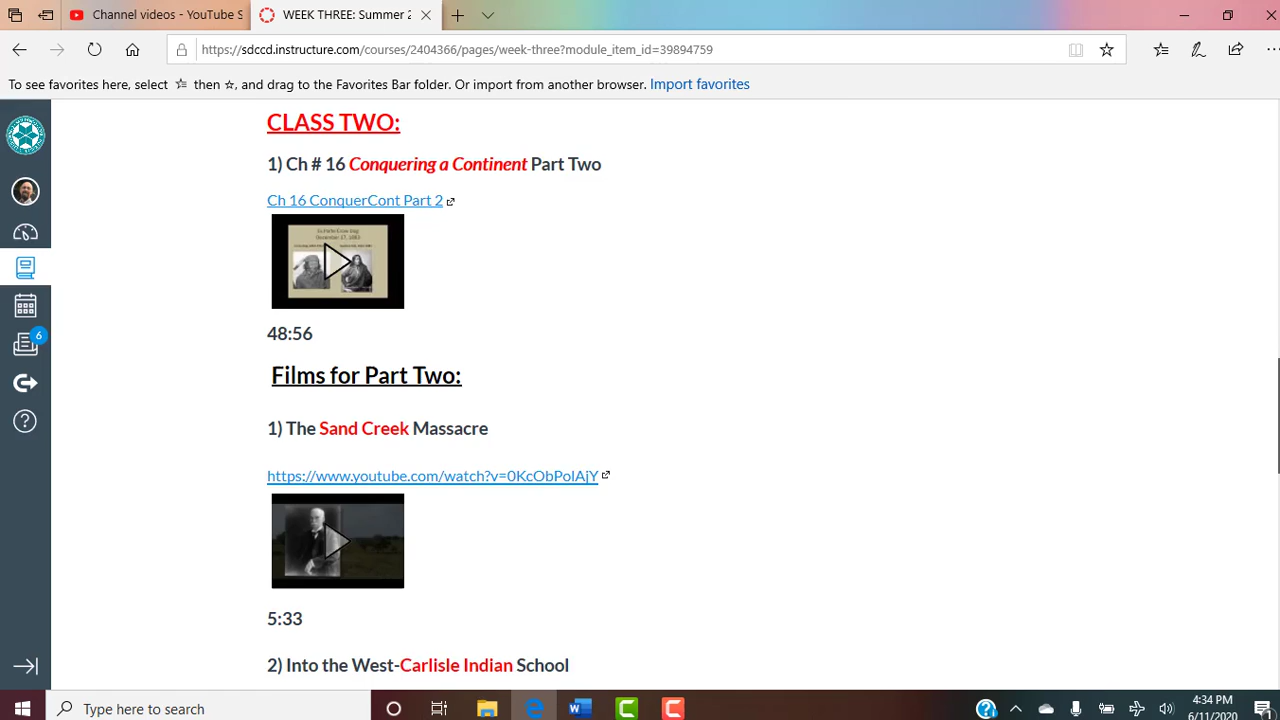 Channel videos - YouTube S
WEEK THREE: Summer 2
https://sdccd.instructure.com/courses/2404366/pages/week-three?module_item_id=39894759
To see favorites here, select then ☆, and drag to the Favorites Bar folder. Or import from another browser. Import favorites
CLASS TWO:
1) Ch # 16 Conquering a Continent Part Two
Ch 16 ConquerCont Part 2
48:56
Films for Part Two:
1) The Sand Creek Massacre
https://www.youtube.com/watch?v=0KcObPolAjY
5:33
2) Into the West-Carlisle Indian School
6
Type here to search
4:34 PM
6/11/2020